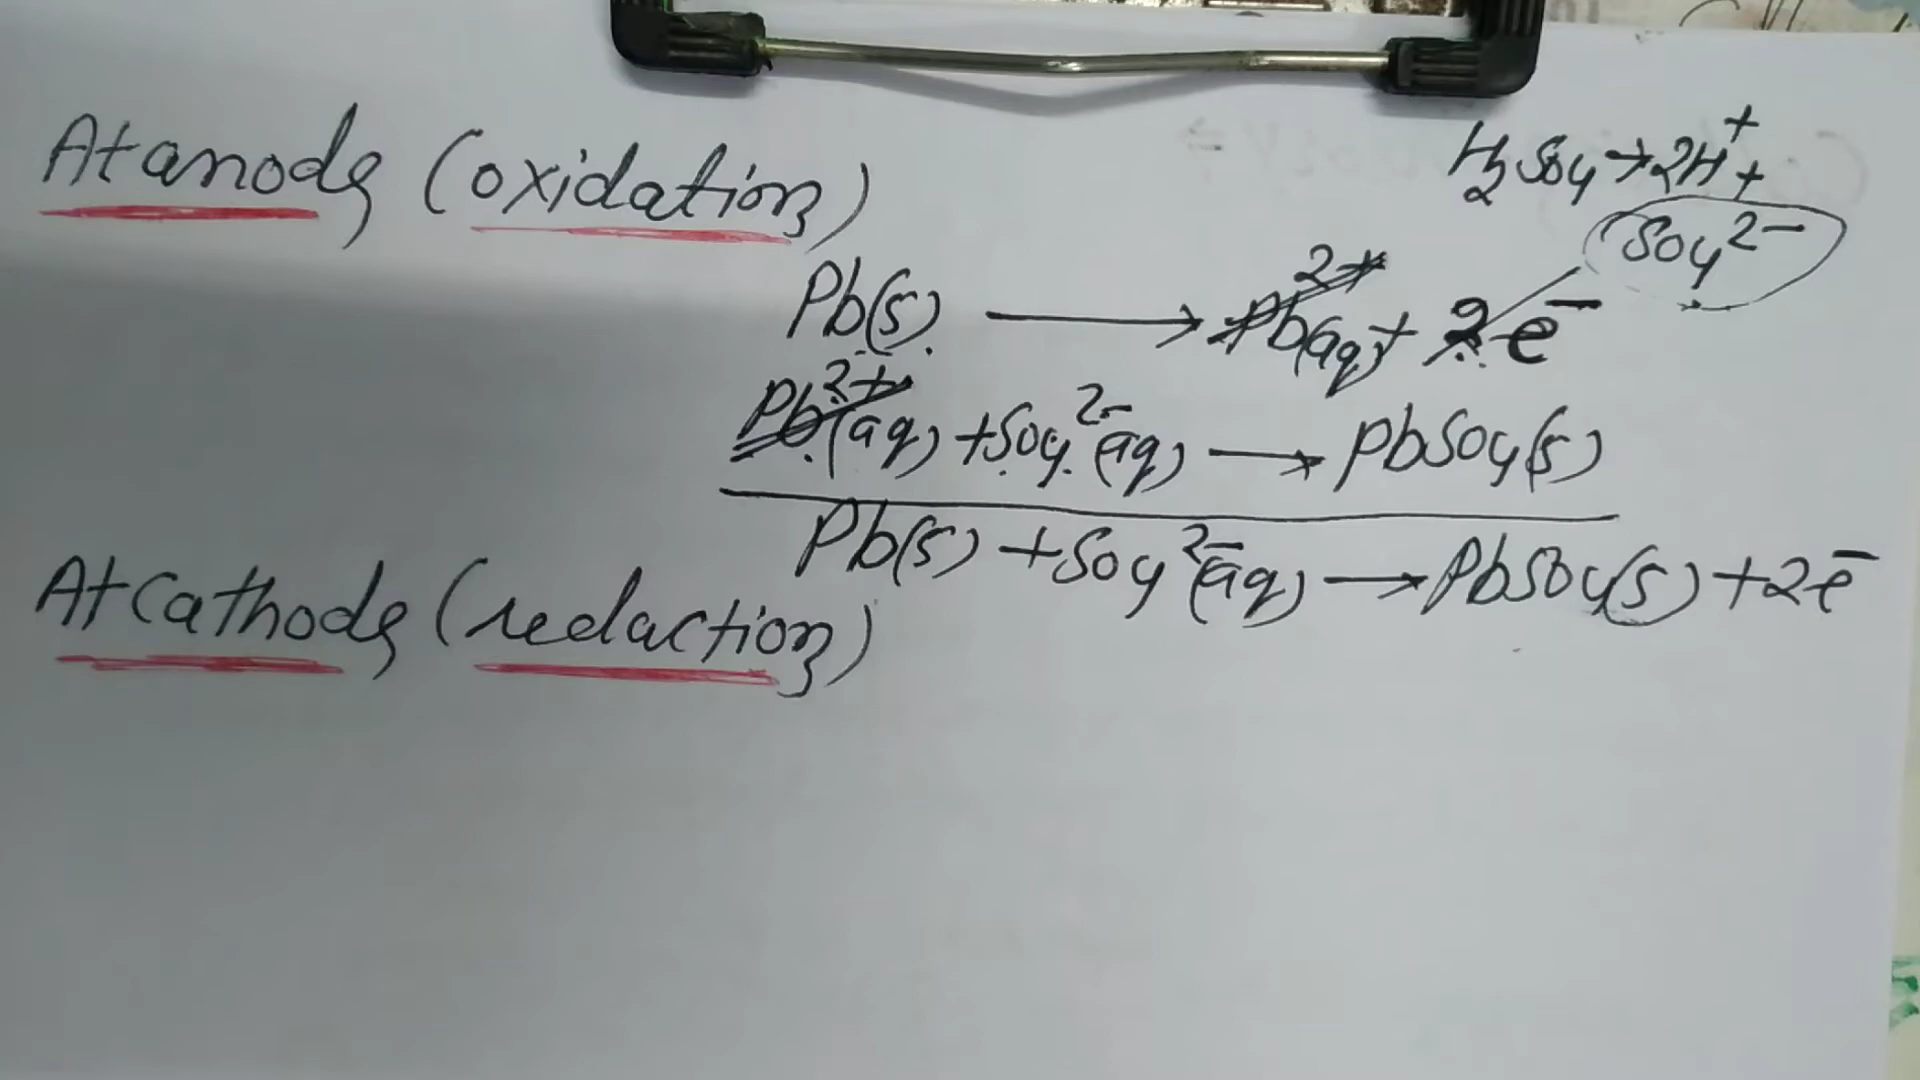 At anode (oxidation)
H2SO4 → 2H+ +
SO4 2-
Pb(s) → Pb2+(aq) + 2e-
Pb2+(aq) + SO4 2-(aq) → PbSO4(s)
Pb(s) + SO4 2-(aq) → PbSO4(s) + 2e-
At Cathode (redaction)